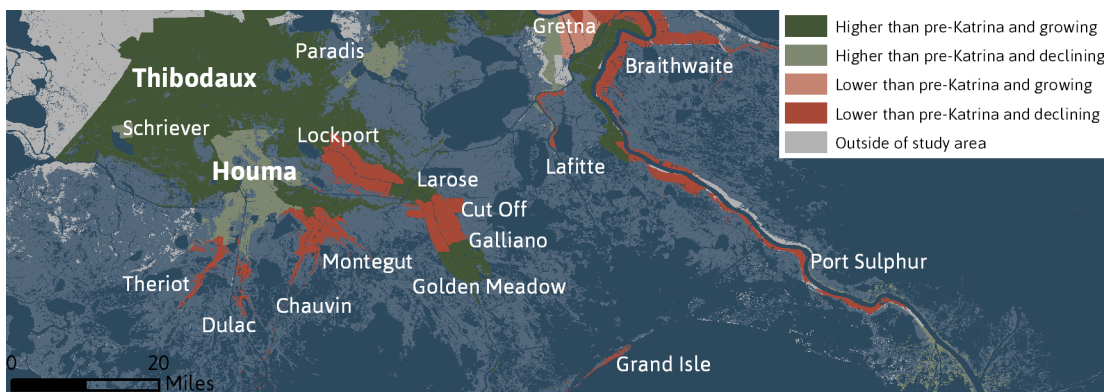 Gretna
Paradis
Braithwaite
Thibodaux
Schriever
Lockport
Houma
Larose
Lafitte
Cut Off
Galliano
Montegut
Port Sulphur
Theriot
Golden Meadow
Chauvin
Dulac
Grand Isle
0 20
Miles
Higher than pre-Katrina and growing
Higher than pre-Katrina and declining
Lower than pre-Katrina and growing
Lower than pre-Katrina and declining
Outside of study area